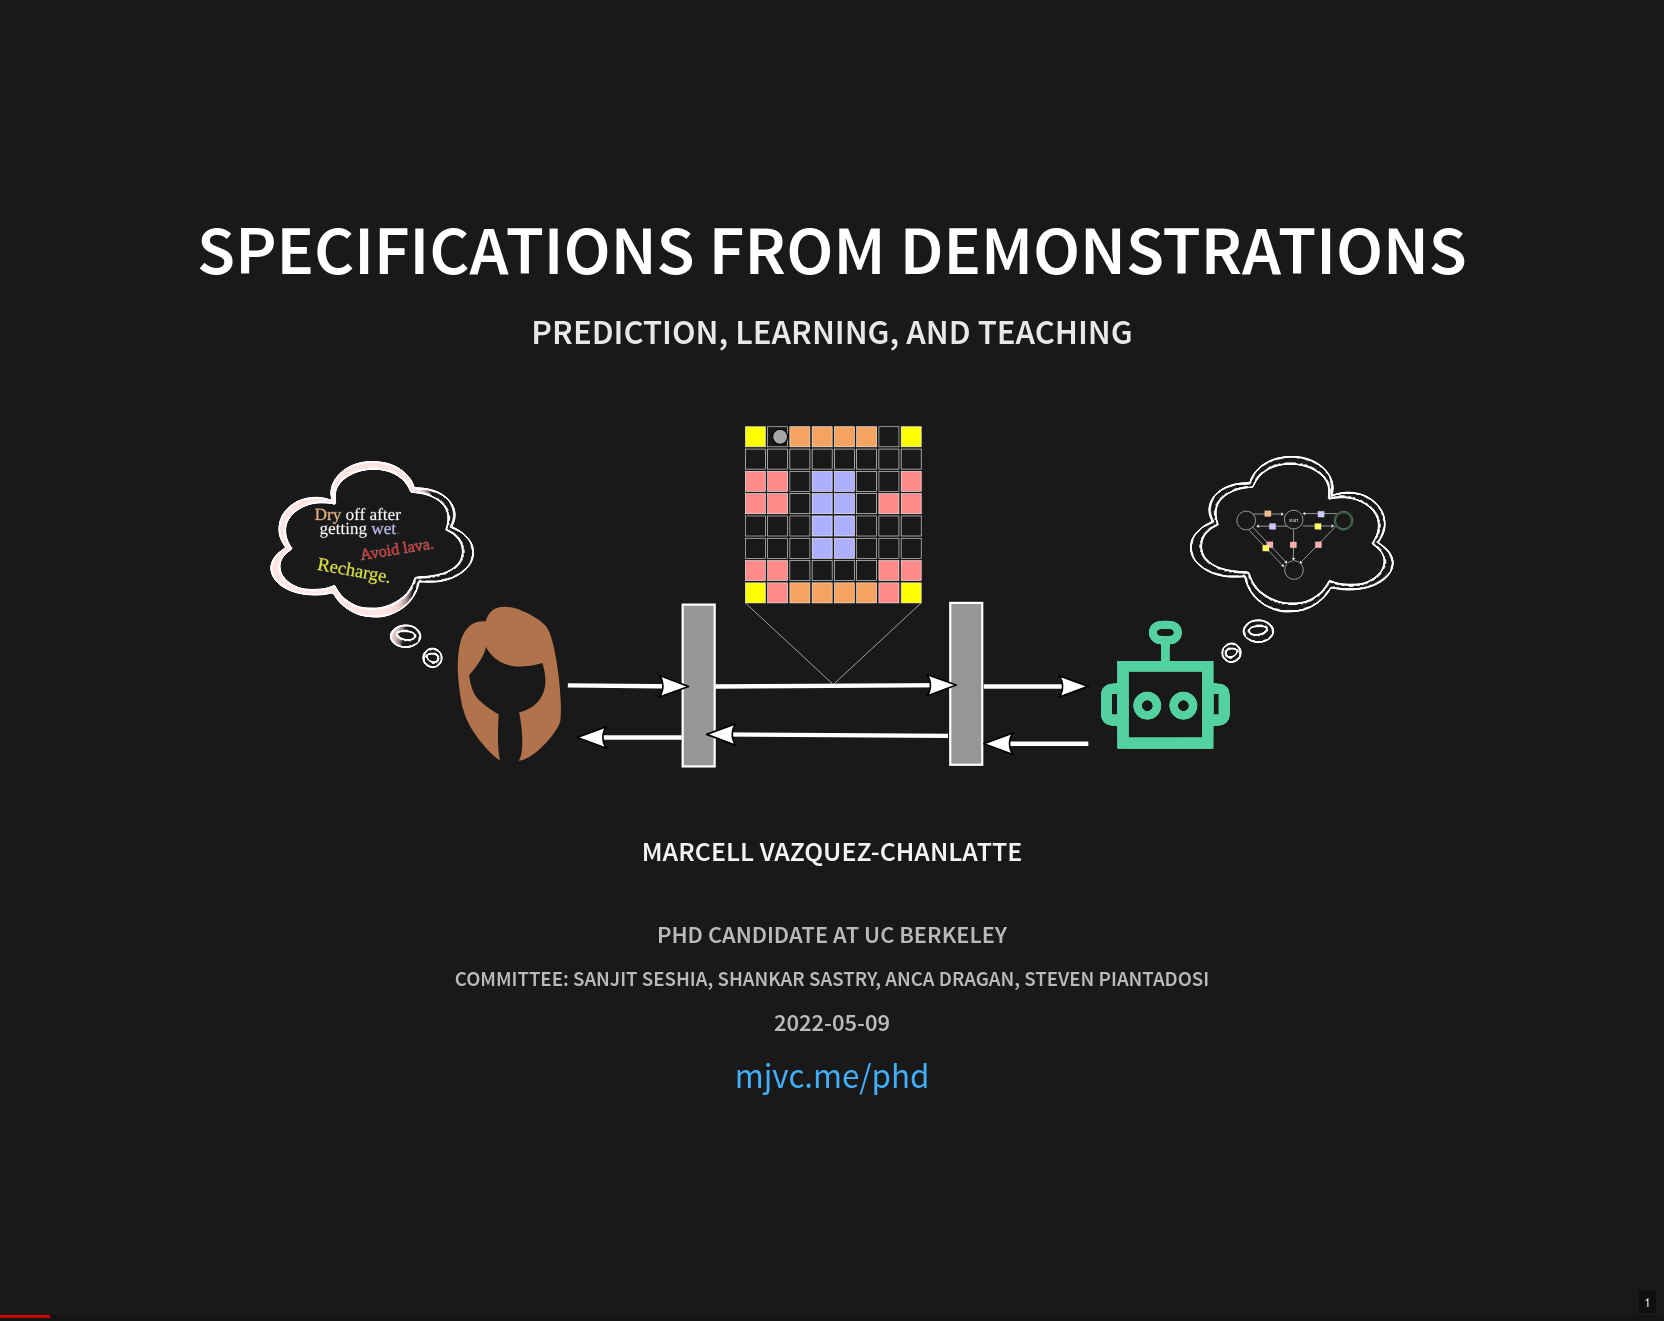 SPECIFICATIONS FROM DEMONSTRATIONS
PREDICTION, LEARNING, AND TEACHING
Dry off after
getting wet.
Avoid lava.
Recharge.
start
MARCELL VAZQUEZ-CHANLATTE
PHD CANDIDATE AT UC BERKELEY
COMMITTEE: SANJIT SESHIA, SHANKAR SASTRY, ANCA DRAGAN, STEVEN PIANTADOSI
2022-05-09
mjvc.me/phd
1